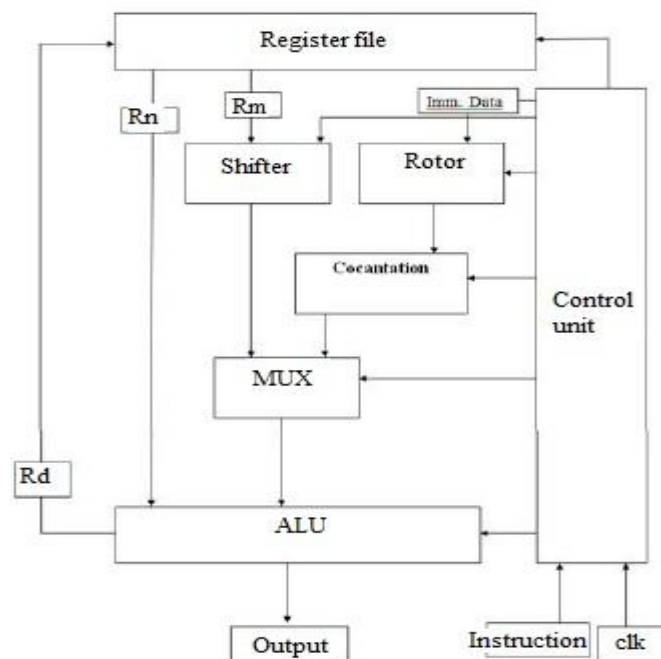 Register file
Rn
Rm
Imm. Data
Shifter
Rotor
Cocantation
Control
unit
MUX
Rd
ALU
Output
Instruction
clk